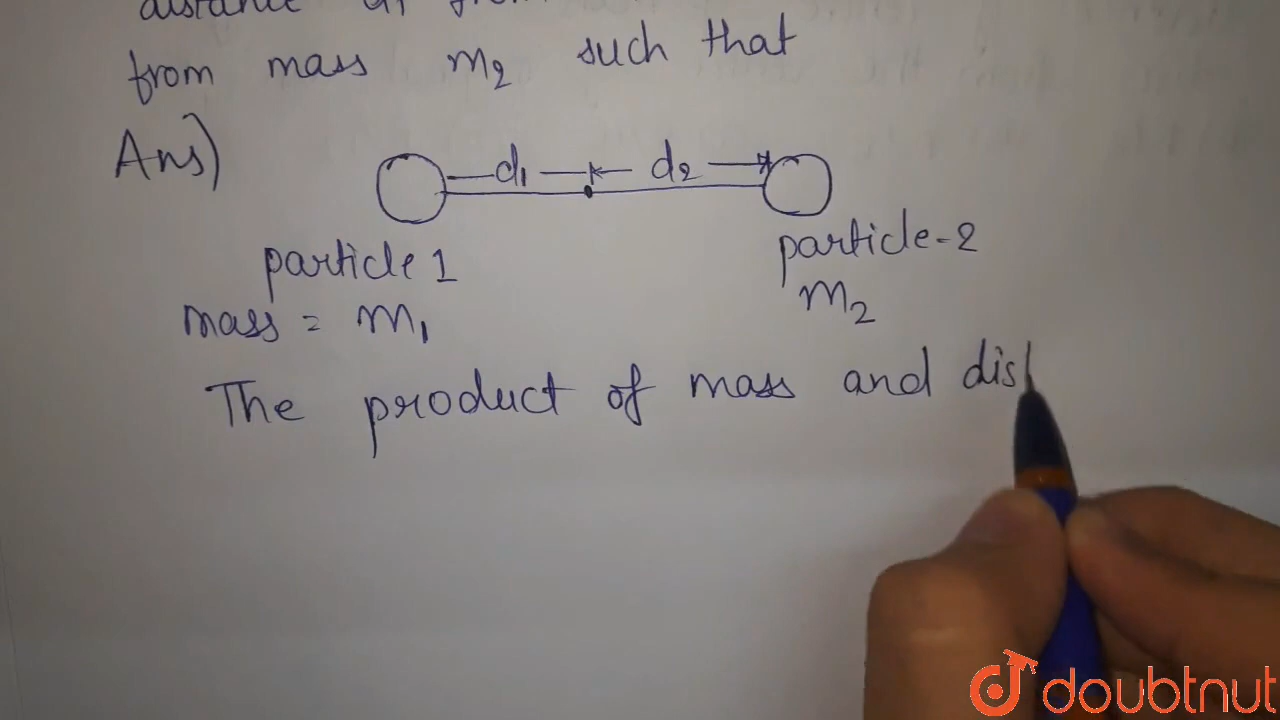 from mass m₂ such that
Ans)
d₁ d₂
particle 1
particle-2
mass = m₁
m₂
The product of mass and dist
doubtnut